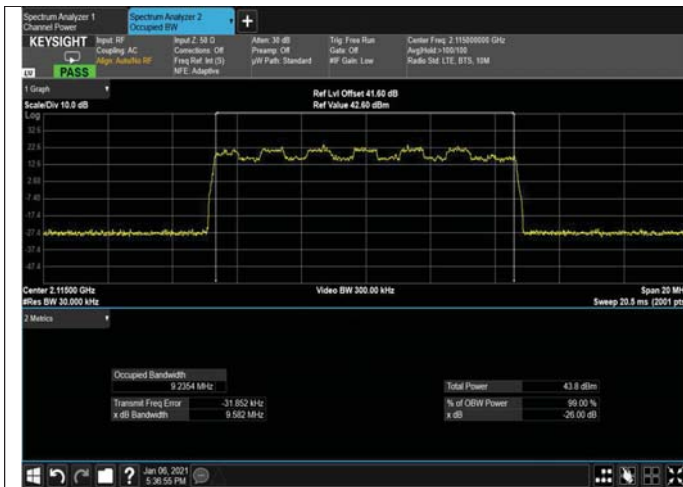 Spectrum Analyzer 1
Channel Power
Spectrum Analyzer 2
Occupied BW
KEYSIGHT
LV
PASS
Input: RF
Coupling: AC
Align: Auto/No RF
Input Z: 50 Ω
Corrections: Off
Freq Ref: Int (S)
NFE: Adaptive
Atten: 30 dB
Preamp: Off
µW Path: Standard
Trig: Free Run
Gate: Off
#IF Gain: Low
Center Freq: 2.115000000 GHz
Avg|Hold:>100/100
Radio Std: LTE, BTS, 10M
1 Graph
Scale/Div 10.0 dB
Ref Lvl Offset 41.60 dB
Ref Value 42.60 dBm
Log
32.6
22.6
12.6
2.60
-7.40
-17.4
-27.4
-37.4
-47.4
Center 2.11500 GHz
#Res BW 30.000 kHz
Video BW 300.00 kHz
Span 20 MH
Sweep 20.5 ms (2001 pts
2 Metrics
Occupied Bandwidth
9.2354 MHz
Transmit Freq Error -31.852 kHz
x dB Bandwidth 9.582 MHz
Total Power 43.8 dBm
% of OBW Power 99.00 %
x dB -26.00 dB
?
Jan 06, 2021
5:36:55 PM